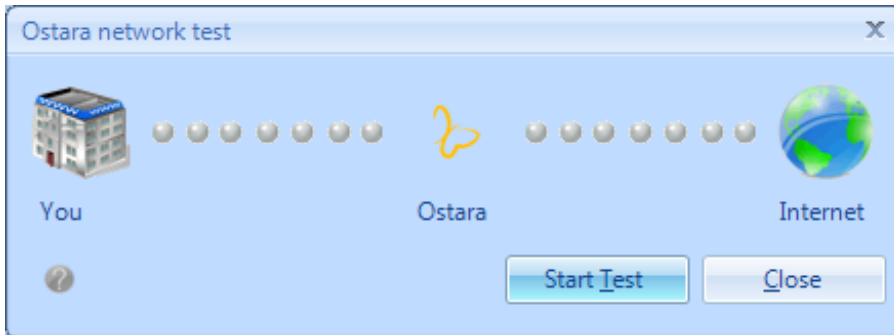 Ostara network test
You
Ostara
Internet
?
Start Test
Close